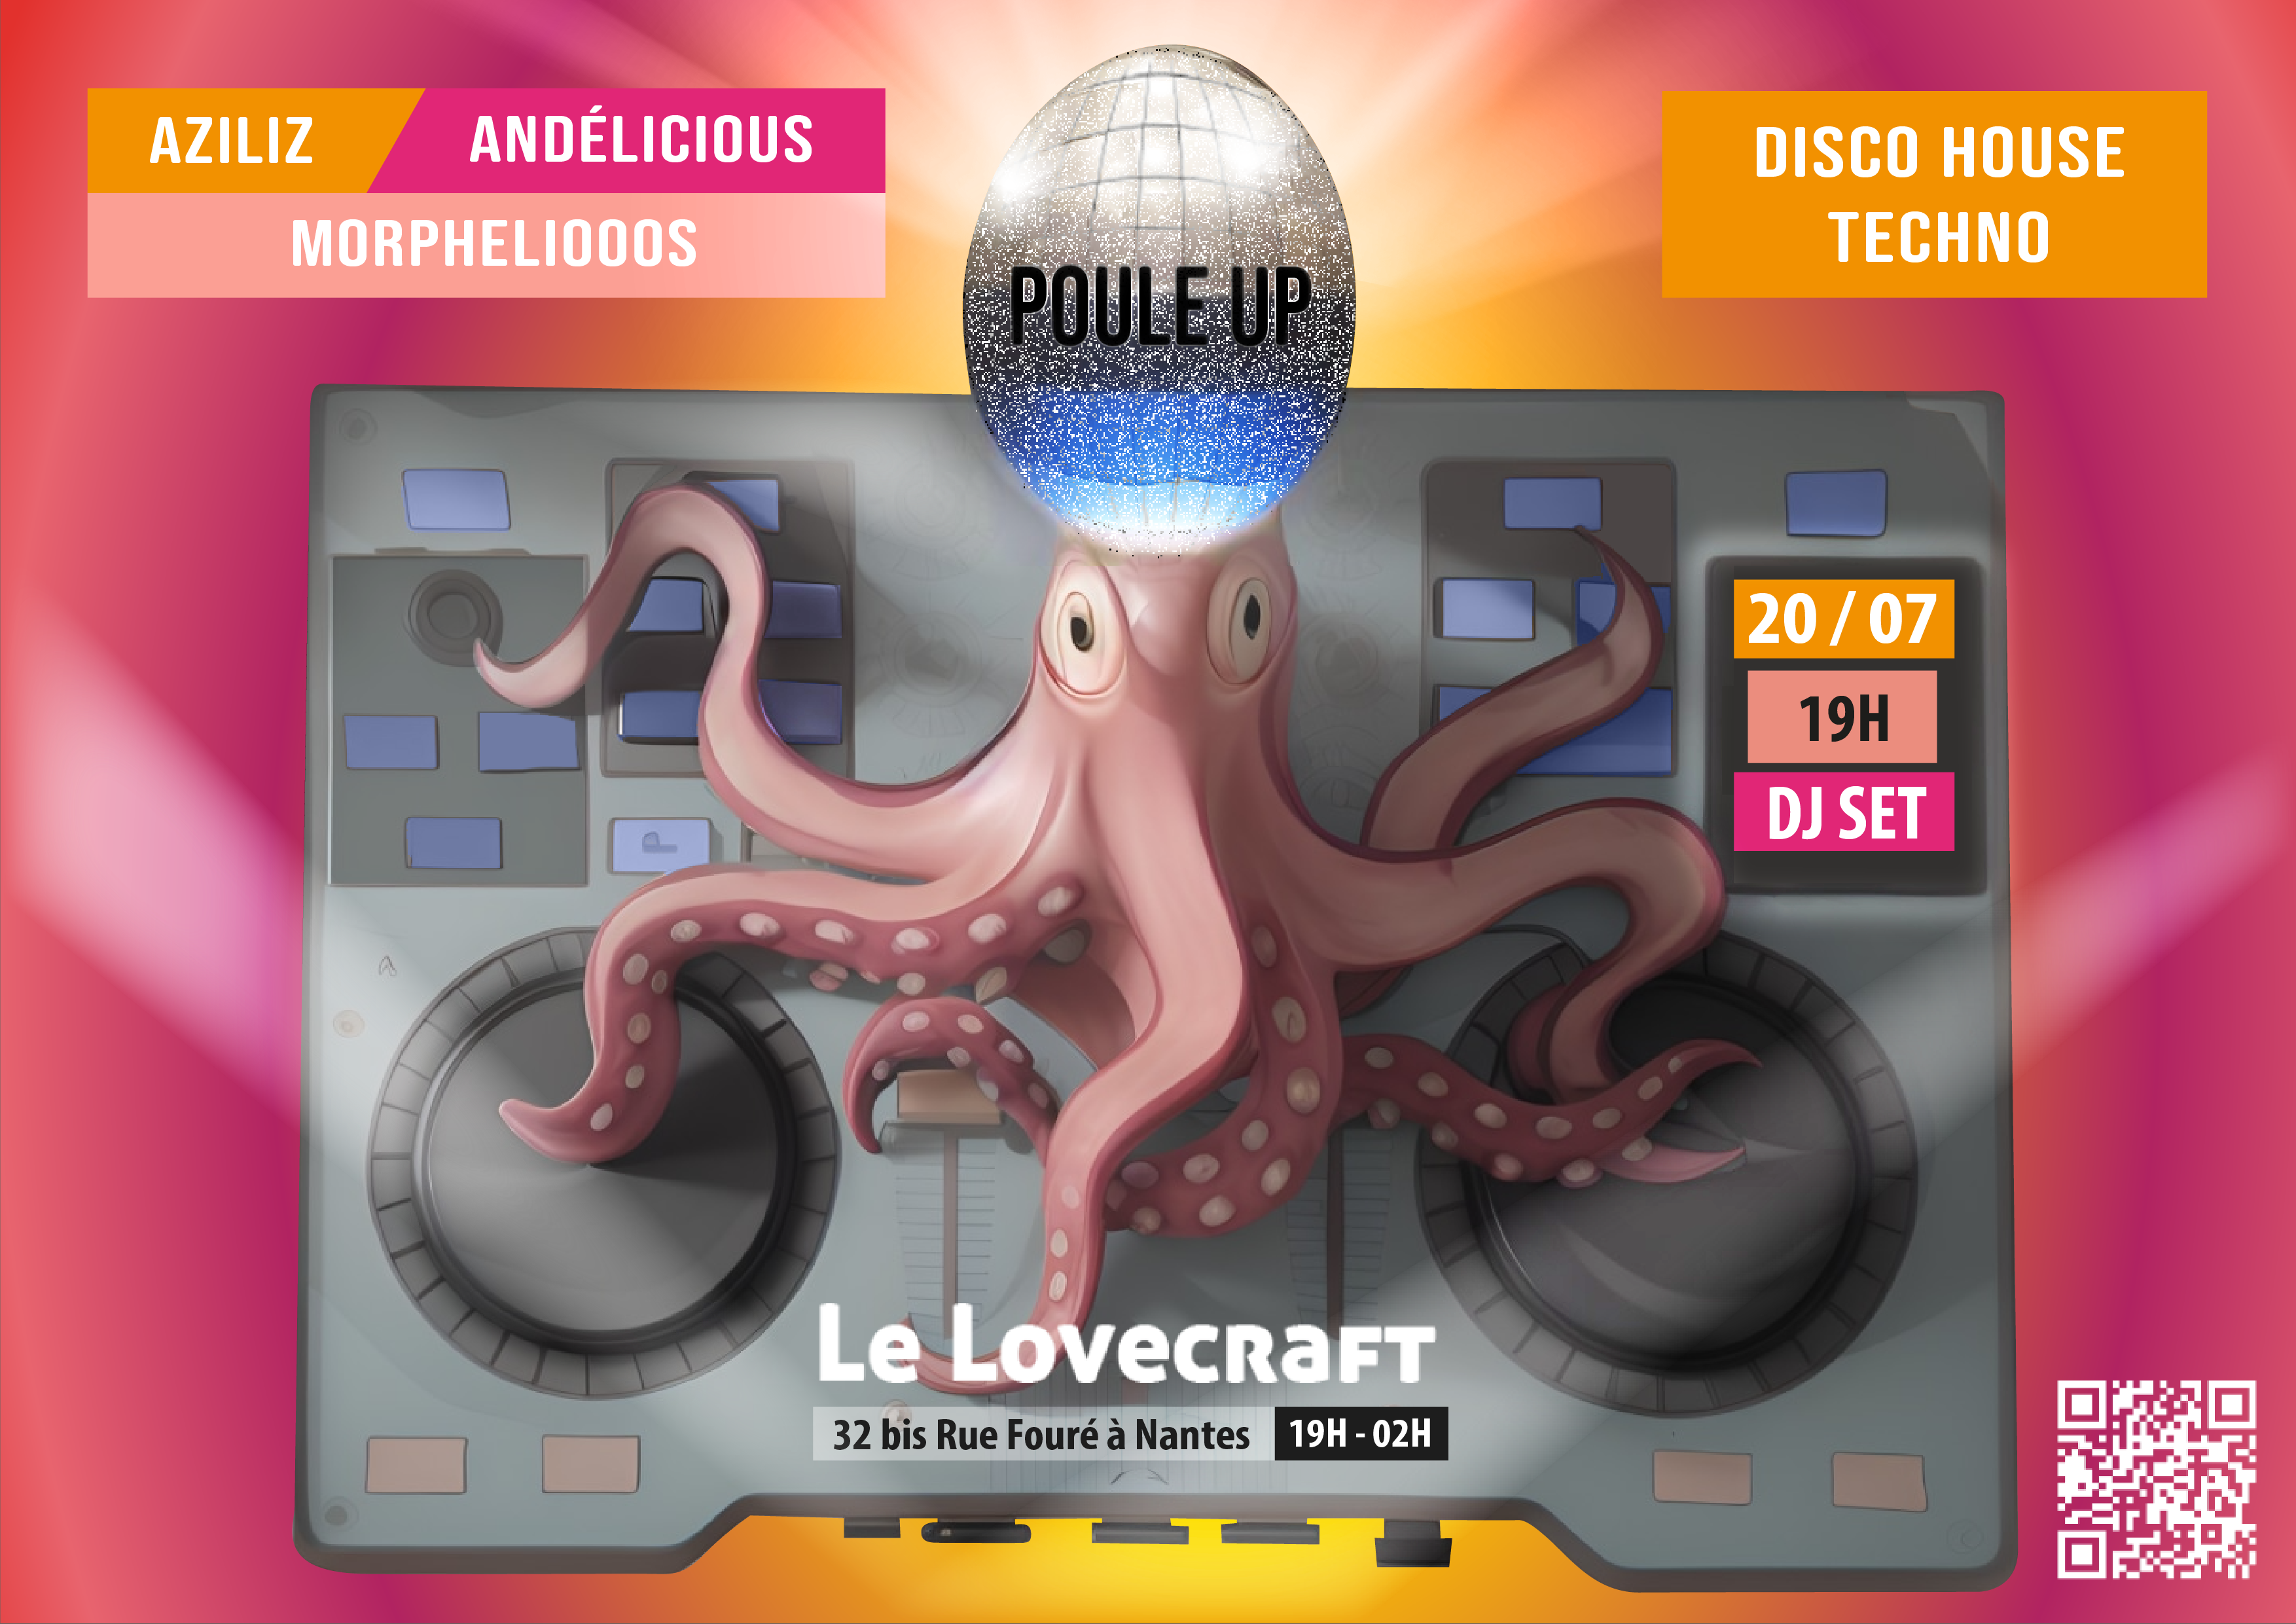 AZILIZ
ANDÉLICIOUS
MORPHELIOOOS
POULE UP
DISCO HOUSE
TECHNO
20 / 07
19H
DJ SET
Le Lovecraft
32 bis Rue Fouré à Nantes
19H - 02H